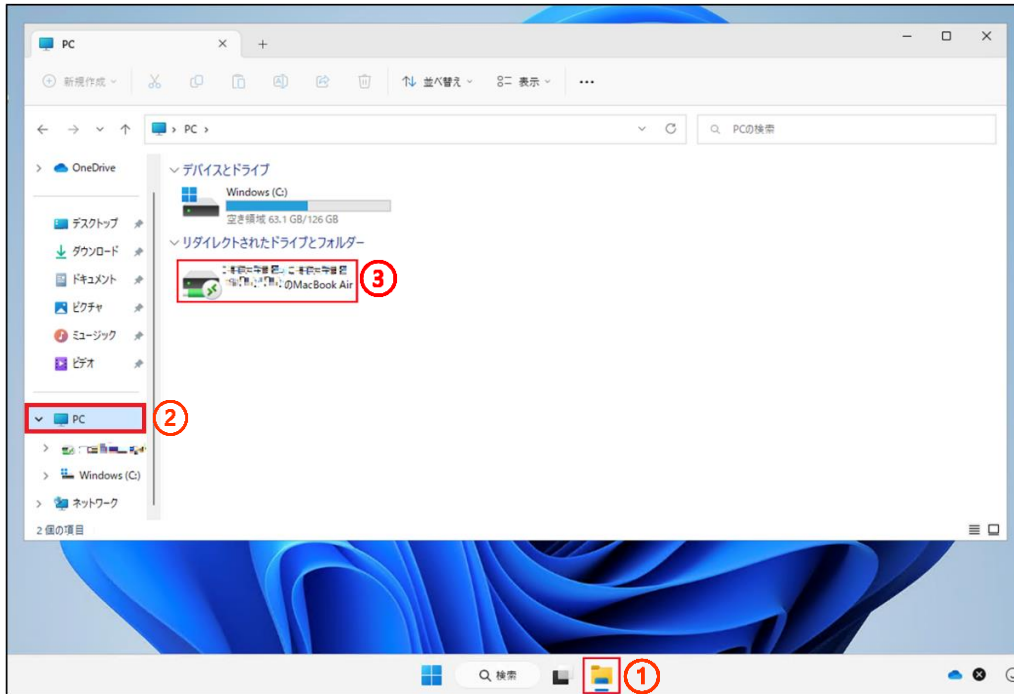 PC
新規作成
並べ替え
表示
PC
PCの検索
OneDrive
デスクトップ
ダウンロード
ドキュメント
ピクチャ
ミュージック
ビデオ
PC
②
Windows (C:)
ネットワーク
デバイスとドライブ
Windows (C:)
空き領域 63.1 GB/126 GB
リダイレクトされたドライブとフォルダー
のMacBook Air
③
2 個の項目
検索
①